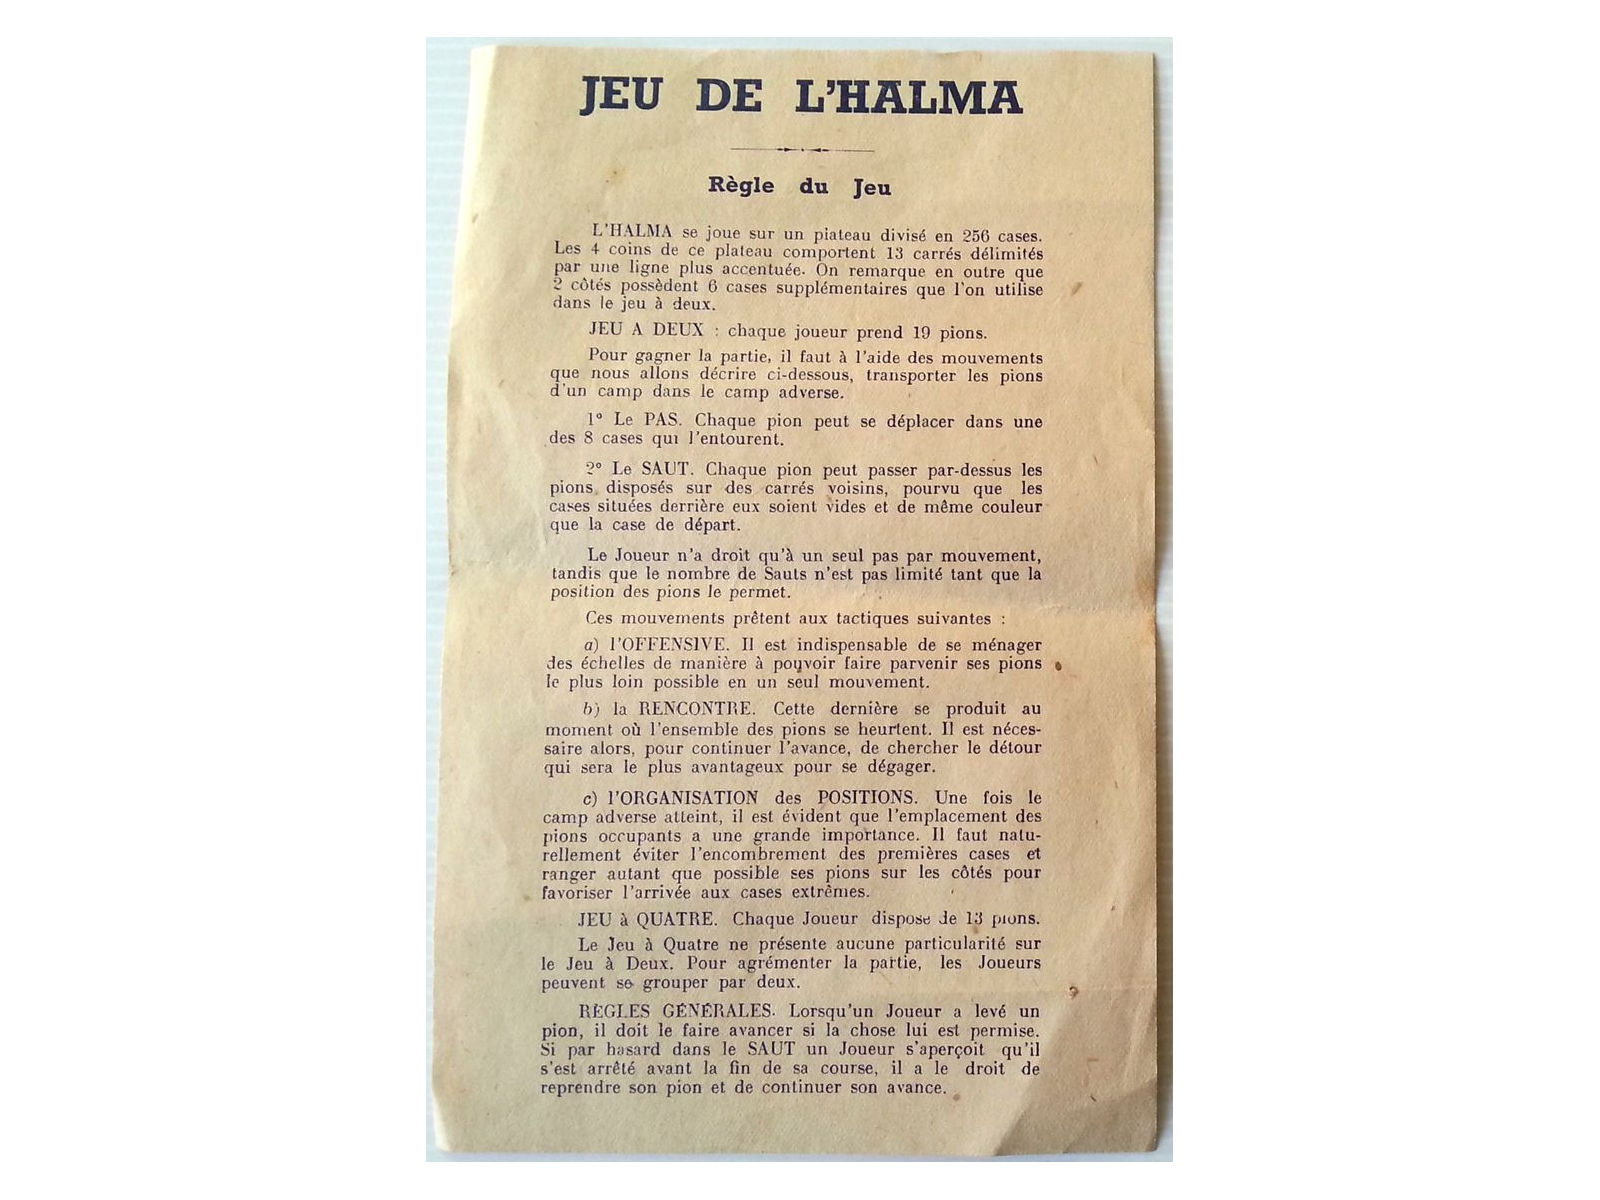 JEU DE L'HALMA
Règle du Jeu
L'HALMA se joue sur un plateau divisé en 256 cases.
Les 4 coins de ce plateau comportent 13 carrés délimités
par une ligne plus accentuée. On remarque en outre que
2 côtés possèdent 6 cases supplémentaires que l'on utilise
dans le jeu à deux.
JEU A DEUX : chaque joueur prend 19 pions.
Pour gagner la partie, il faut à l'aide des mouvements
que nous allons décrire ci-dessous, transporter les pions
d'un camp dans le camp adverse.
1° Le PAS. Chaque pion peut se déplacer dans une
des 8 cases qui l'entourent.
2° Le SAUT. Chaque pion peut passer par-dessus les
pions disposés sur des carrés voisins, pourvu que les
cases situées derrière eux soient vides et de même couleur
que la case de départ.
Le Joueur n'a droit qu'à un seul pas par mouvement,
tandis que le nombre de Sauts n'est pas limité tant que la
position des pions le permet.
Ces mouvements prêtent aux tactiques suivantes :
a) l'OFFENSIVE. Il est indispensable de se ménager
des échelles de manière à pouvoir faire parvenir ses pions
le plus loin possible en un seul mouvement.
b) la RENCONTRE. Cette dernière se produit au
moment où l'ensemble des pions se heurtent. Il est néces-
saire alors, pour continuer l'avance, de chercher le détour
qui sera le plus avantageux pour se dégager.
c) l'ORGANISATION des POSITIONS. Une fois le
camp adverse atteint, il est évident que l'emplacement des
pions occupants a une grande importance. Il faut natu-
rellement éviter l'encombrement des premières cases et
ranger autant que possible ses pions sur les côtés pour
favoriser l'arrivée aux cases extrêmes.
JEU à QUATRE. Chaque Joueur dispose de 13 pions.
Le Jeu à Quatre ne présente aucune particularité sur
le Jeu à Deux. Pour agrémenter la partie, les Joueurs
peuvent se grouper par deux.
RÈGLES GÉNÉRALES. Lorsqu'un Joueur a levé un
pion, il doit le faire avancer si la chose lui est permise.
Si par hasard dans le SAUT un Joueur s'aperçoit qu'il
s'est arrêté avant la fin de sa course, il a le droit de
reprendre son pion et de continuer son avance.